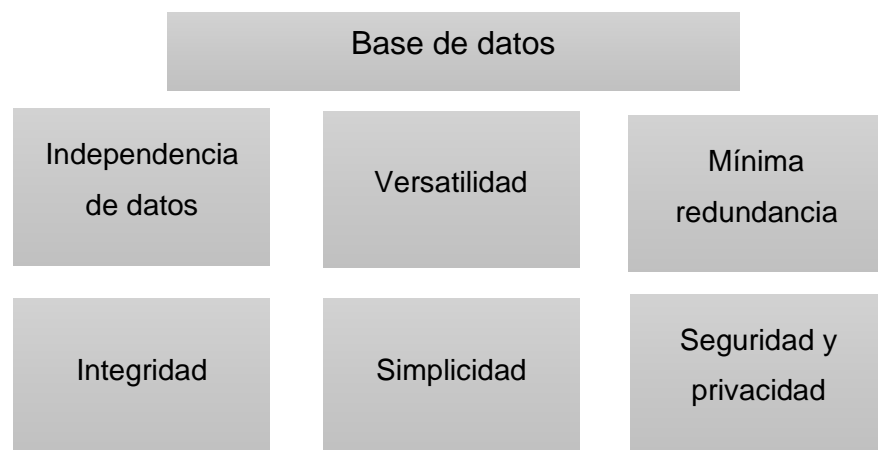 Base de datos
Independencia
de datos
Versatilidad
Mínima
redundancia
Integridad
Simplicidad
Seguridad y
privacidad